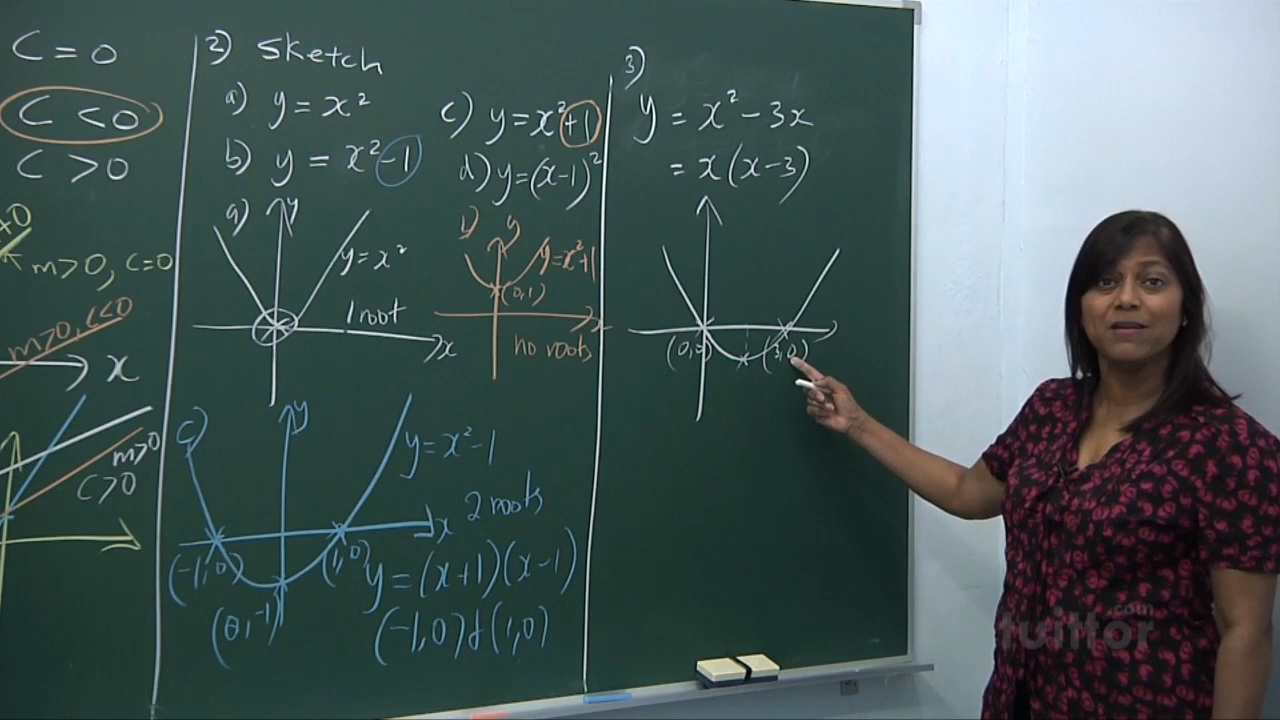 C = 0
C < 0
C > 0
m>0, C=0
m>0, C<0
x
m>0
C>0
2) Sketch
a) y = x²
b) y = x²-1
c) y = x²+1
d) y = (x-1)²
a)
y
y = x²
1 root
x
b)
y
y = x²+1
(0,1)
x
no roots
c)
y
y = x²-1
x
2 roots
(-1,0)
(1,0)
(0,-1)
y = (x+1)(x-1)
(-1,0) & (1,0)
3)
y = x² - 3x
= x(x-3)
(0,0)
(3,0)
tuittor.com